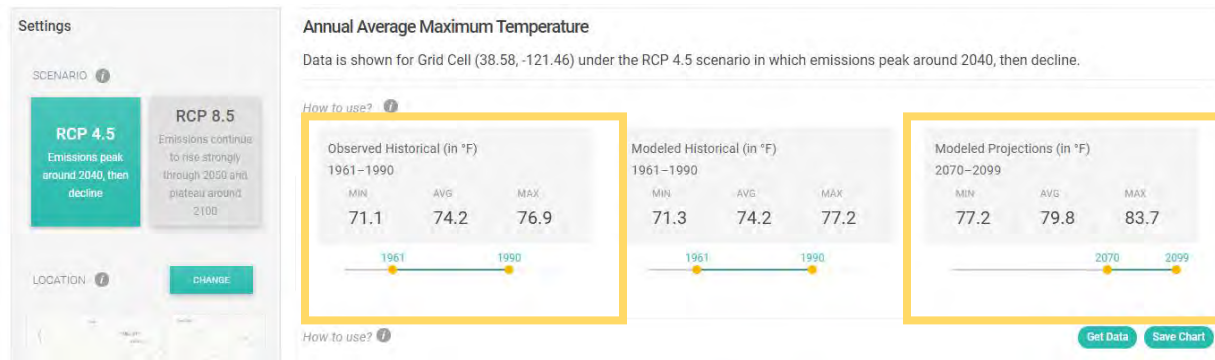 Settings
SCENARIO i
RCP 4.5
Emissions peak
around 2040, then
decline
RCP 8.5
Emissions continue
to rise strongly
through 2050 and
plateau around
2100
LOCATION i
CHANGE
Annual Average Maximum Temperature
Data is shown for Grid Cell (38.58, -121.46) under the RCP 4.5 scenario in which emissions peak around 2040, then decline.
How to use? i
Observed Historical (in °F)
1961–1990
MIN AVG MAX
71.1 74.2 76.9
1961 1990
Modeled Historical (in °F)
1961–1990
MIN AVG MAX
71.3 74.2 77.2
1961 1990
Modeled Projections (in °F)
2070–2099
MIN AVG MAX
77.2 79.8 83.7
2070 2099
How to use? i
Get Data Save Chart